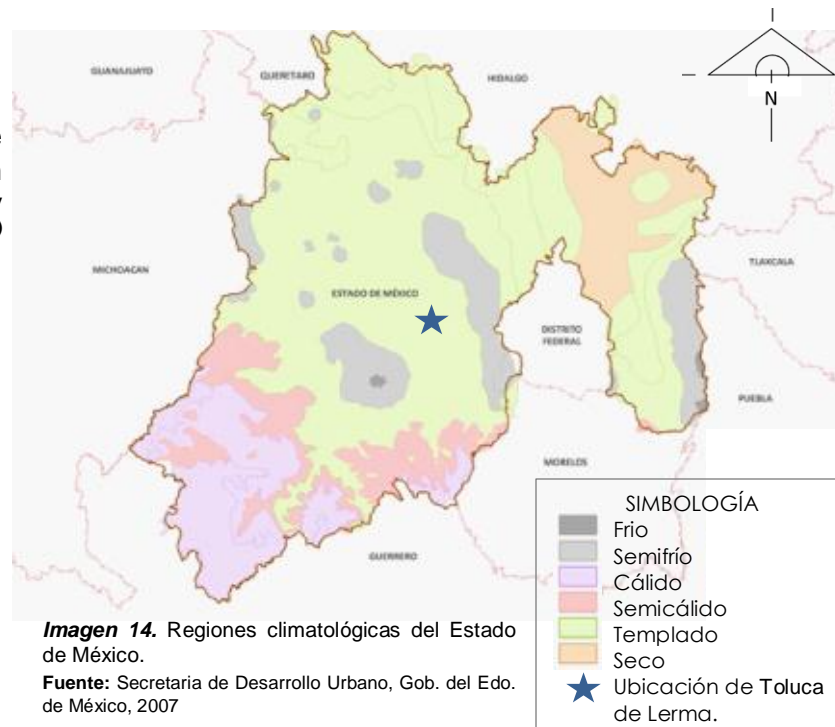 GUANAJUATO
QUERETARO
HIDALGO
N
MICHOACAN
TLAXCALA
ESTADO DE MÉXICO
DISTRITO
FEDERAL
PUEBLA
MORELOS
GUERRERO
SIMBOLOGÍA
Frio
Semifrío
Cálido
Semicálido
Templado
Seco
Ubicación de Toluca
de Lerma.
Imagen 14. Regiones climatológicas del Estado
de México.
Fuente: Secretaria de Desarrollo Urbano, Gob. del Edo.
de México, 2007